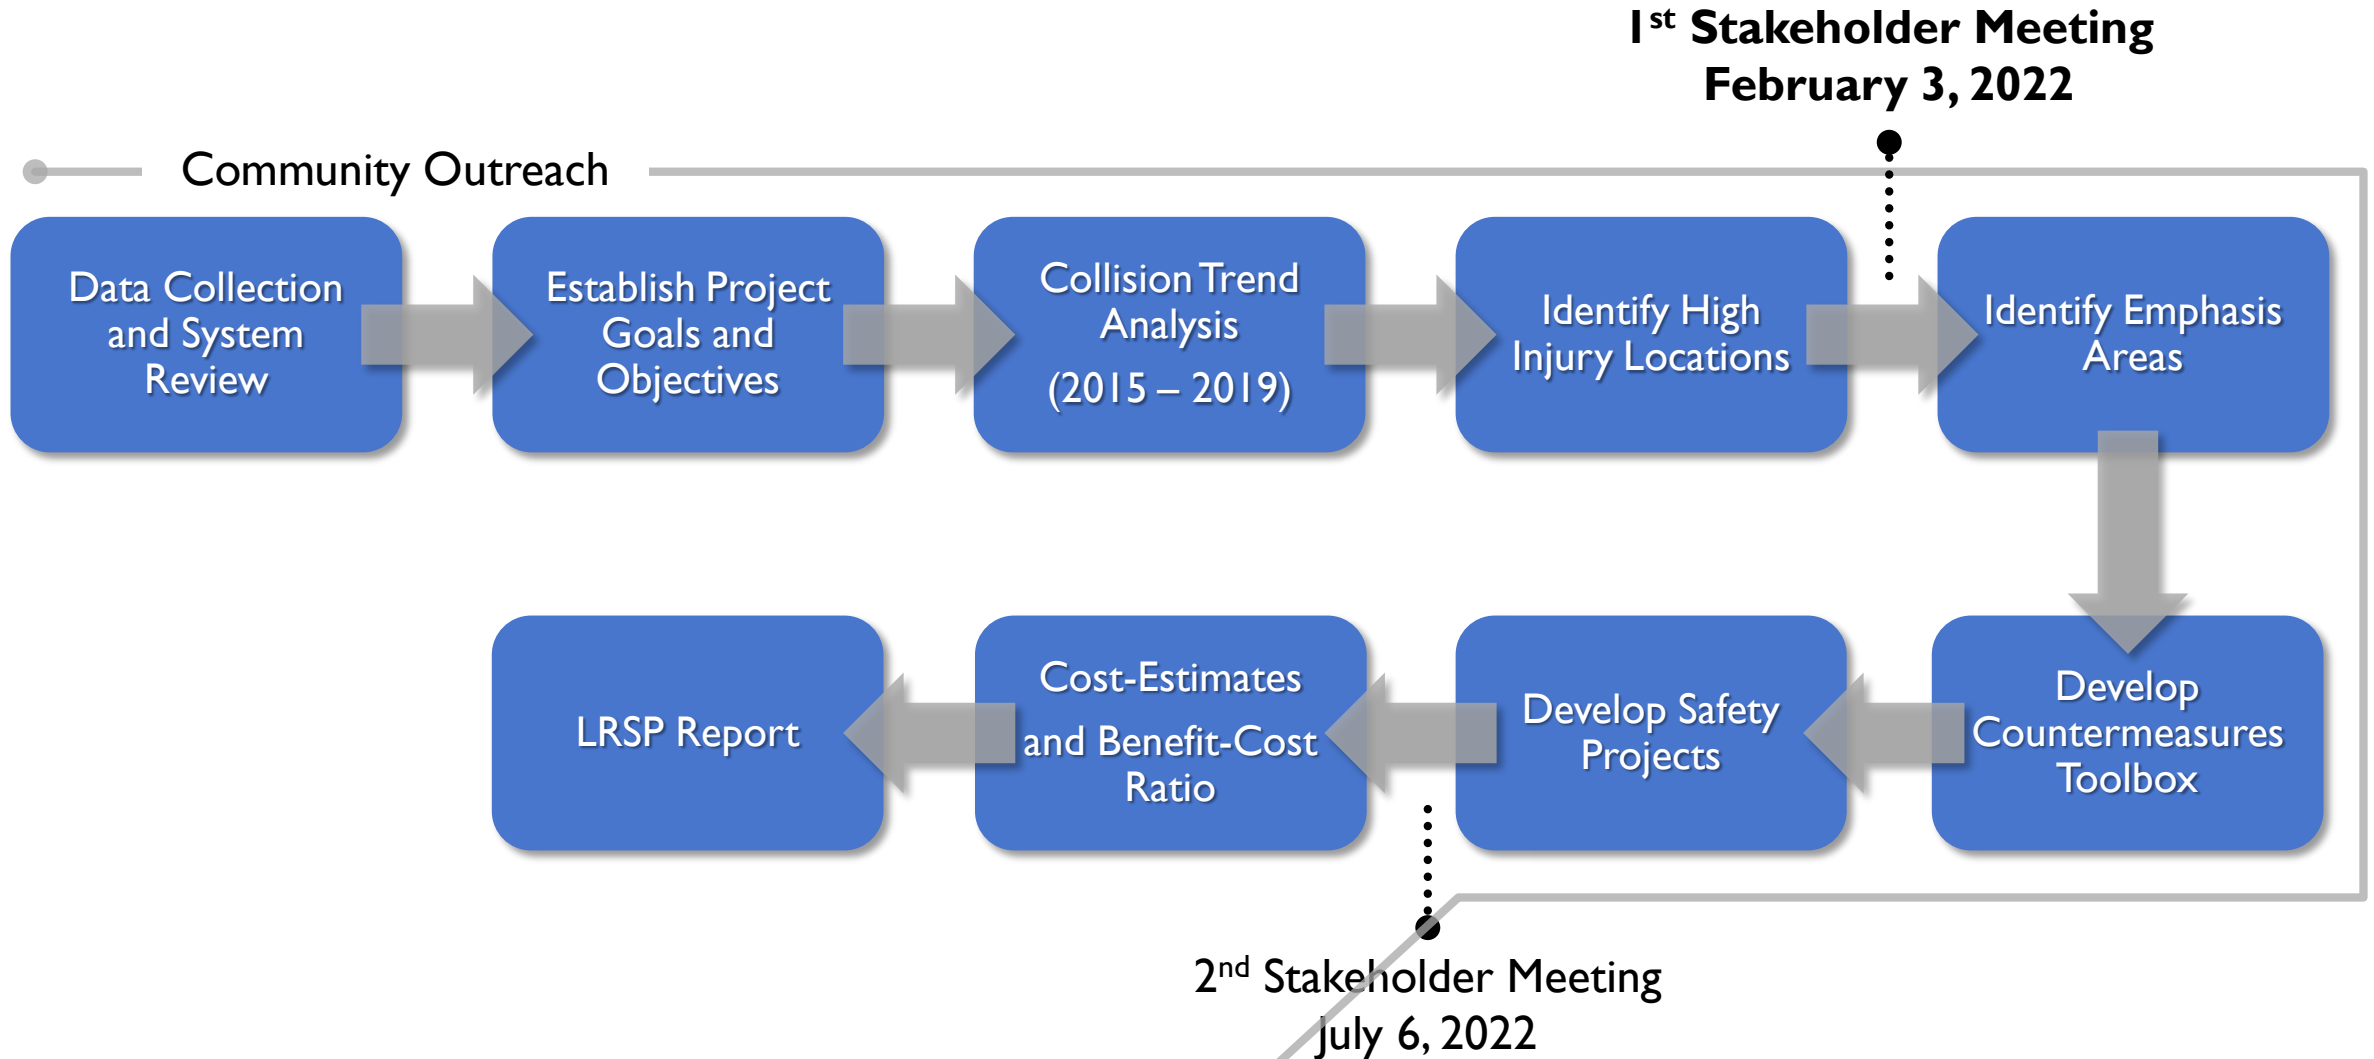 1st Stakeholder Meeting
February 3, 2022
Community Outreach
Data Collection
and System
Review
Establish Project
Goals and
Objectives
Collision Trend
Analysis
(2015 – 2019)
Identify High
Injury Locations
Identify Emphasis
Areas
Develop
Countermeasures
Toolbox
Develop Safety
Projects
Cost-Estimates
and Benefit-Cost
Ratio
LRSP Report
2nd Stakeholder Meeting
July 6, 2022